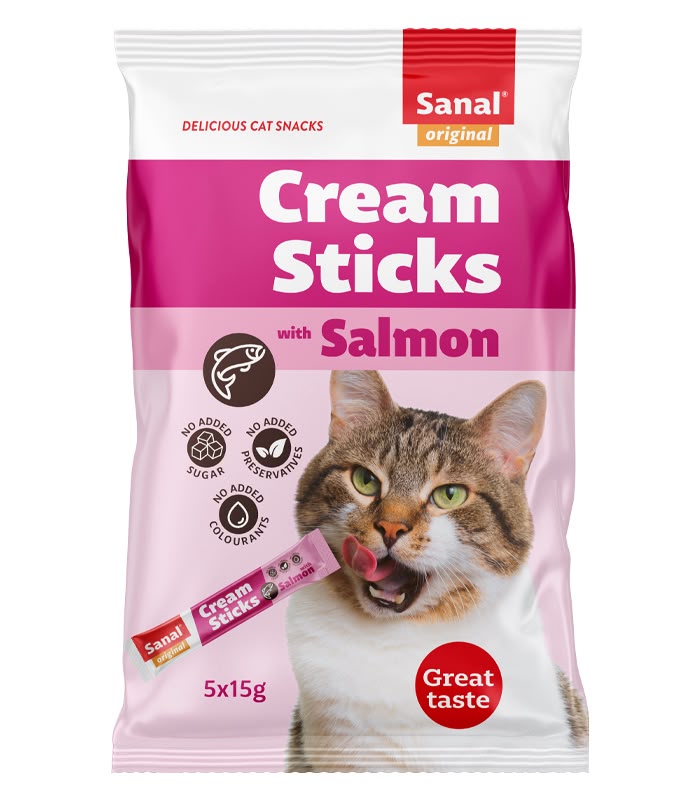 Sanal®
original
DELICIOUS CAT SNACKS
Cream
Sticks
with Salmon
NO ADDED
SUGAR
NO ADDED
PRESERVATIVES
NO ADDED
COLOURANTS
Sanal
original
Cream
Sticks
with
Salmon
5x15g
Great
taste